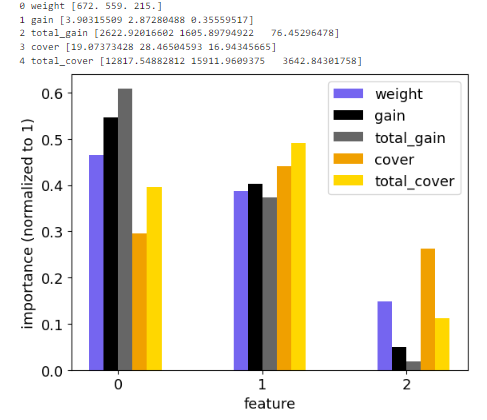 0 weight [672. 559. 215.]
1 gain [3.90315509 2.87280488 0.35559517]
2 total_gain [2622.92016602 1605.89794922   76.45296478]
3 cover [19.07373428 28.46504593 16.94345665]
4 total_cover [12817.54882812 15911.9609375   3642.84301758]
weight
gain
total_gain
cover
total_cover
importance (normalized to 1)
0.6
0.5
0.4
0.3
0.2
0.1
0.0
0 1 2
feature